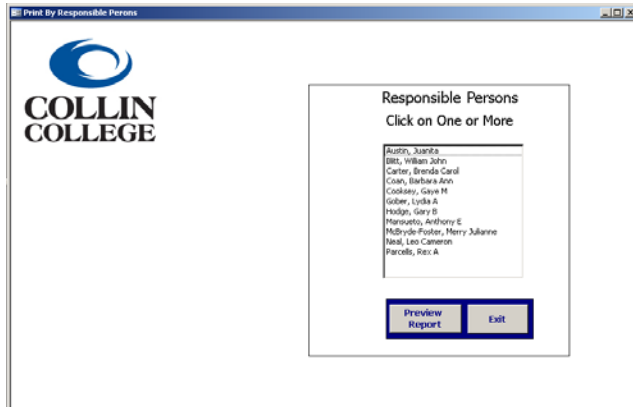 Print By Responsible Perons
COLLIN
COLLEGE
Responsible Persons
Click on One or More
Austin, Juanita
Blitt, William John
Carter, Brenda Carol
Coan, Barbara Ann
Cooksey, Gaye M
Gober, Lydia A
Hodge, Gary B
Mansueto, Anthony E
McBryde-Foster, Merry Julianne
Neal, Leo Cameron
Parcells, Rex A
Preview
Report
Exit